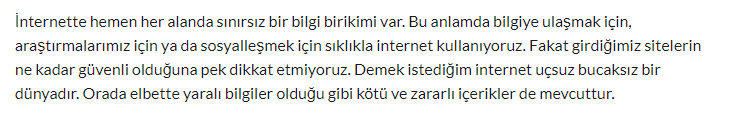 İnternette hemen her alanda sınırsız bir bilgi birikimi var. Bu anlamda bilgiye ulaşmak için,
araştırmalarımız için ya da sosyalleşmek için sıklıkla internet kullanıyoruz. Fakat girdiğimiz sitelerin
ne kadar güvenli olduğuna pek dikkat etmiyoruz. Demek istediğim internet uçsuz bucaksız bir
dünyadır. Orada elbette yaralı bilgiler olduğu gibi kötü ve zararlı içerikler de mevcuttur.